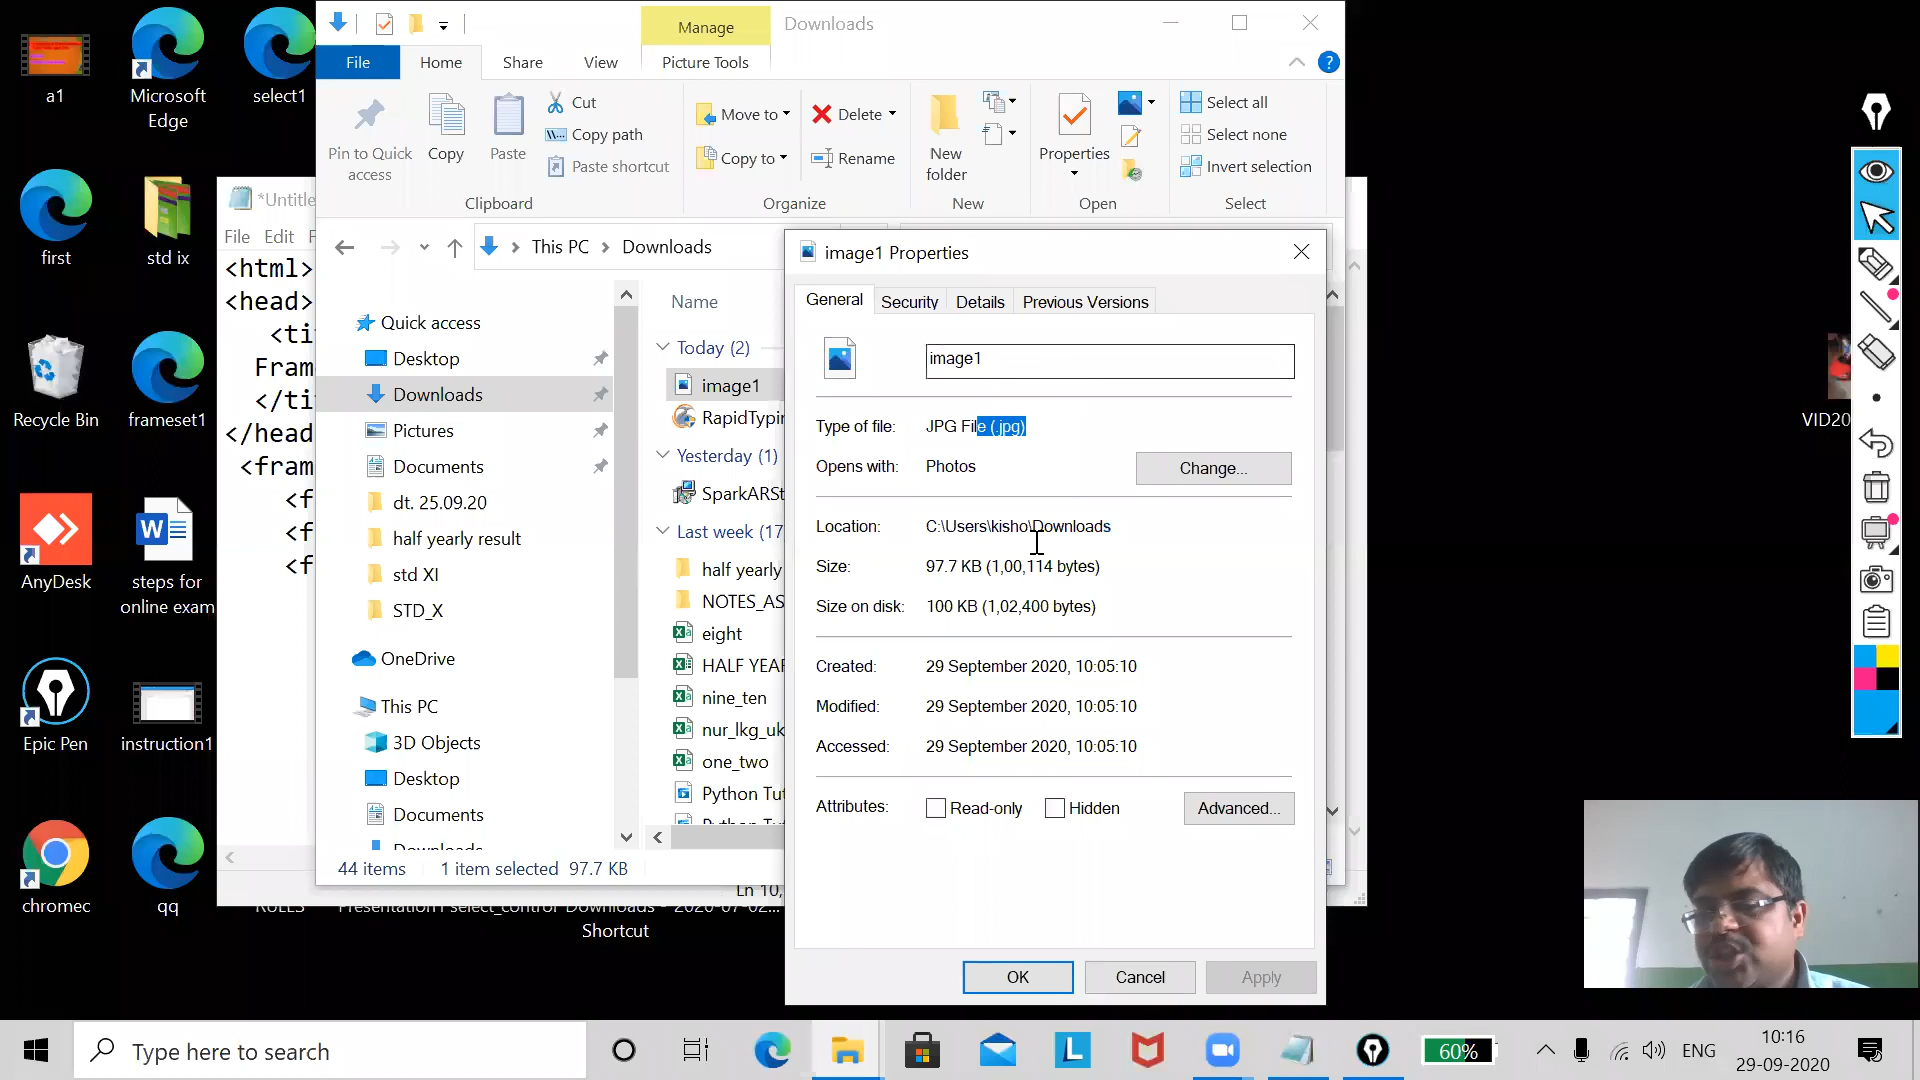 a1
Microsoft
Edge
select1
first
std ix
Recycle Bin
frameset1
AnyDesk
steps for
online exam
Epic Pen
instruction1
chromec
qq
*Untitle
File Edit F
<html>
<head>
<ti
Fram
</ti
</head
<fram
<f
<f
<f
Ln 10,
Shortcut
Manage
Downloads
File
Home
Share
View
Picture Tools
Pin to Quick
access
Copy
Paste
Cut
Copy path
Paste shortcut
Clipboard
Move to
Copy to
Delete
Rename
Organize
New
folder
New
Properties
Open
Select all
Select none
Invert selection
Select
This PC > Downloads
Quick access
Desktop
Downloads
Pictures
Documents
dt. 25.09.20
half yearly result
std XI
STD_X
OneDrive
This PC
3D Objects
Desktop
Documents
Downloads
Name
Today (2)
image1
RapidTypin
Yesterday (1)
SparkARSt
Last week (17
half yearly
NOTES_AS
eight
HALF YEAR
nine_ten
nur_lkg_uk
one_two
Python Tut
Python Tut
44 items
1 item selected 97.7 KB
image1 Properties
General
Security
Details
Previous Versions
image1
Type of file: JPG File (.jpg)
Opens with: Photos
Change...
Location: C:\Users\kisho\Downloads
Size: 97.7 KB (1,00,114 bytes)
Size on disk: 100 KB (1,02,400 bytes)
Created: 29 September 2020, 10:05:10
Modified: 29 September 2020, 10:05:10
Accessed: 29 September 2020, 10:05:10
Attributes: Read-only Hidden
Advanced...
OK
Cancel
Apply
VID20
Type here to search
60%
ENG
10:16
29-09-2020